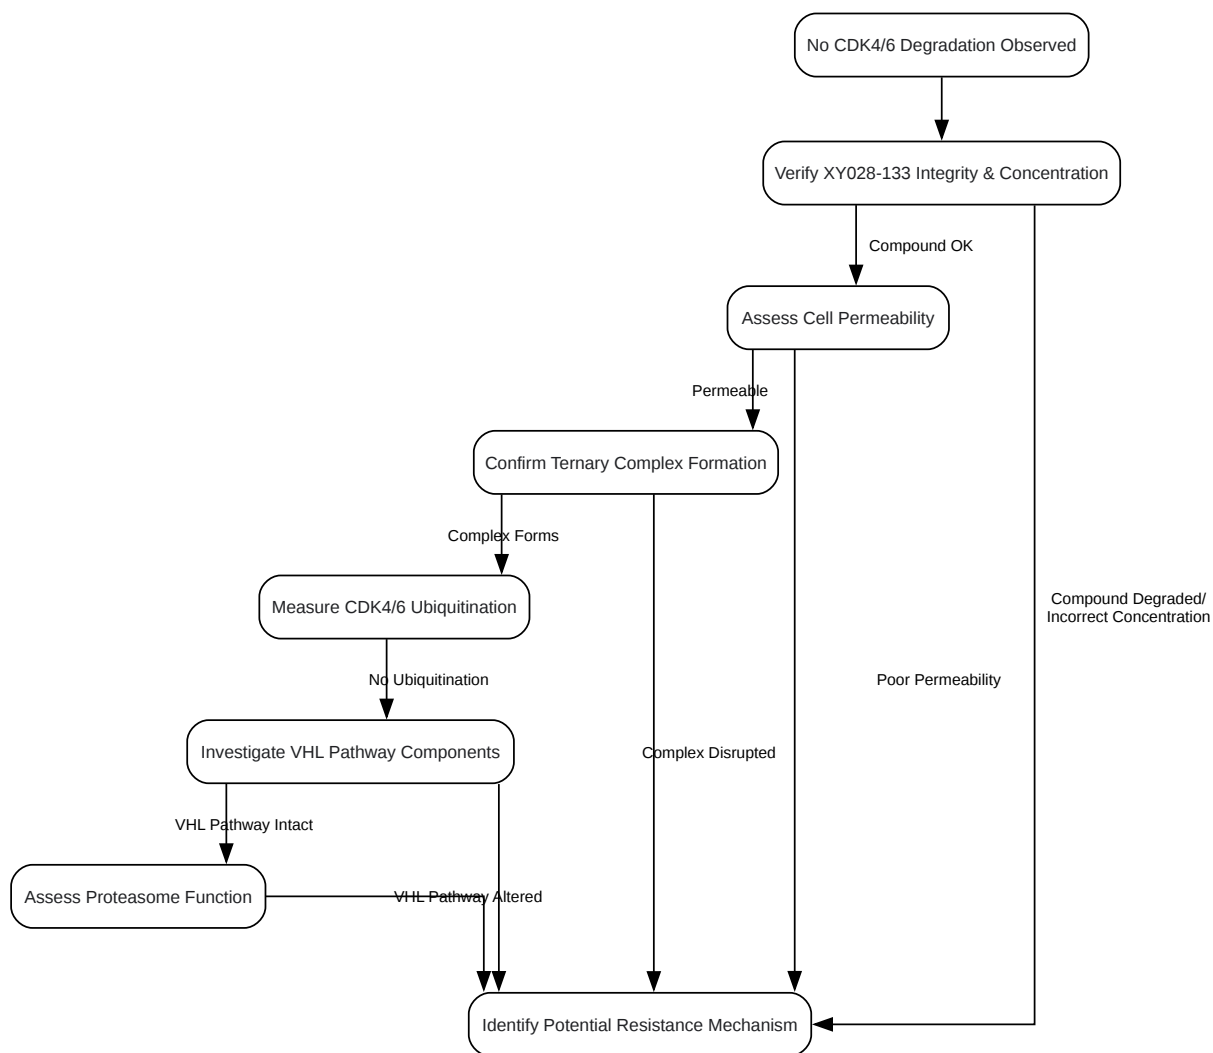 No CDK4/6 Degradation Observed
Verify XY028-133 Integrity & Concentration
Compound OK
Assess Cell Permeability
Permeable
Confirm Ternary Complex Formation
Complex Forms
Measure CDK4/6 Ubiquitination
Compound Degraded/
Incorrect Concentration
No Ubiquitination
Poor Permeability
Investigate VHL Pathway Components
Complex Disrupted
VHL Pathway Intact
Assess Proteasome Function
VHL Pathway Altered
Identify Potential Resistance Mechanism